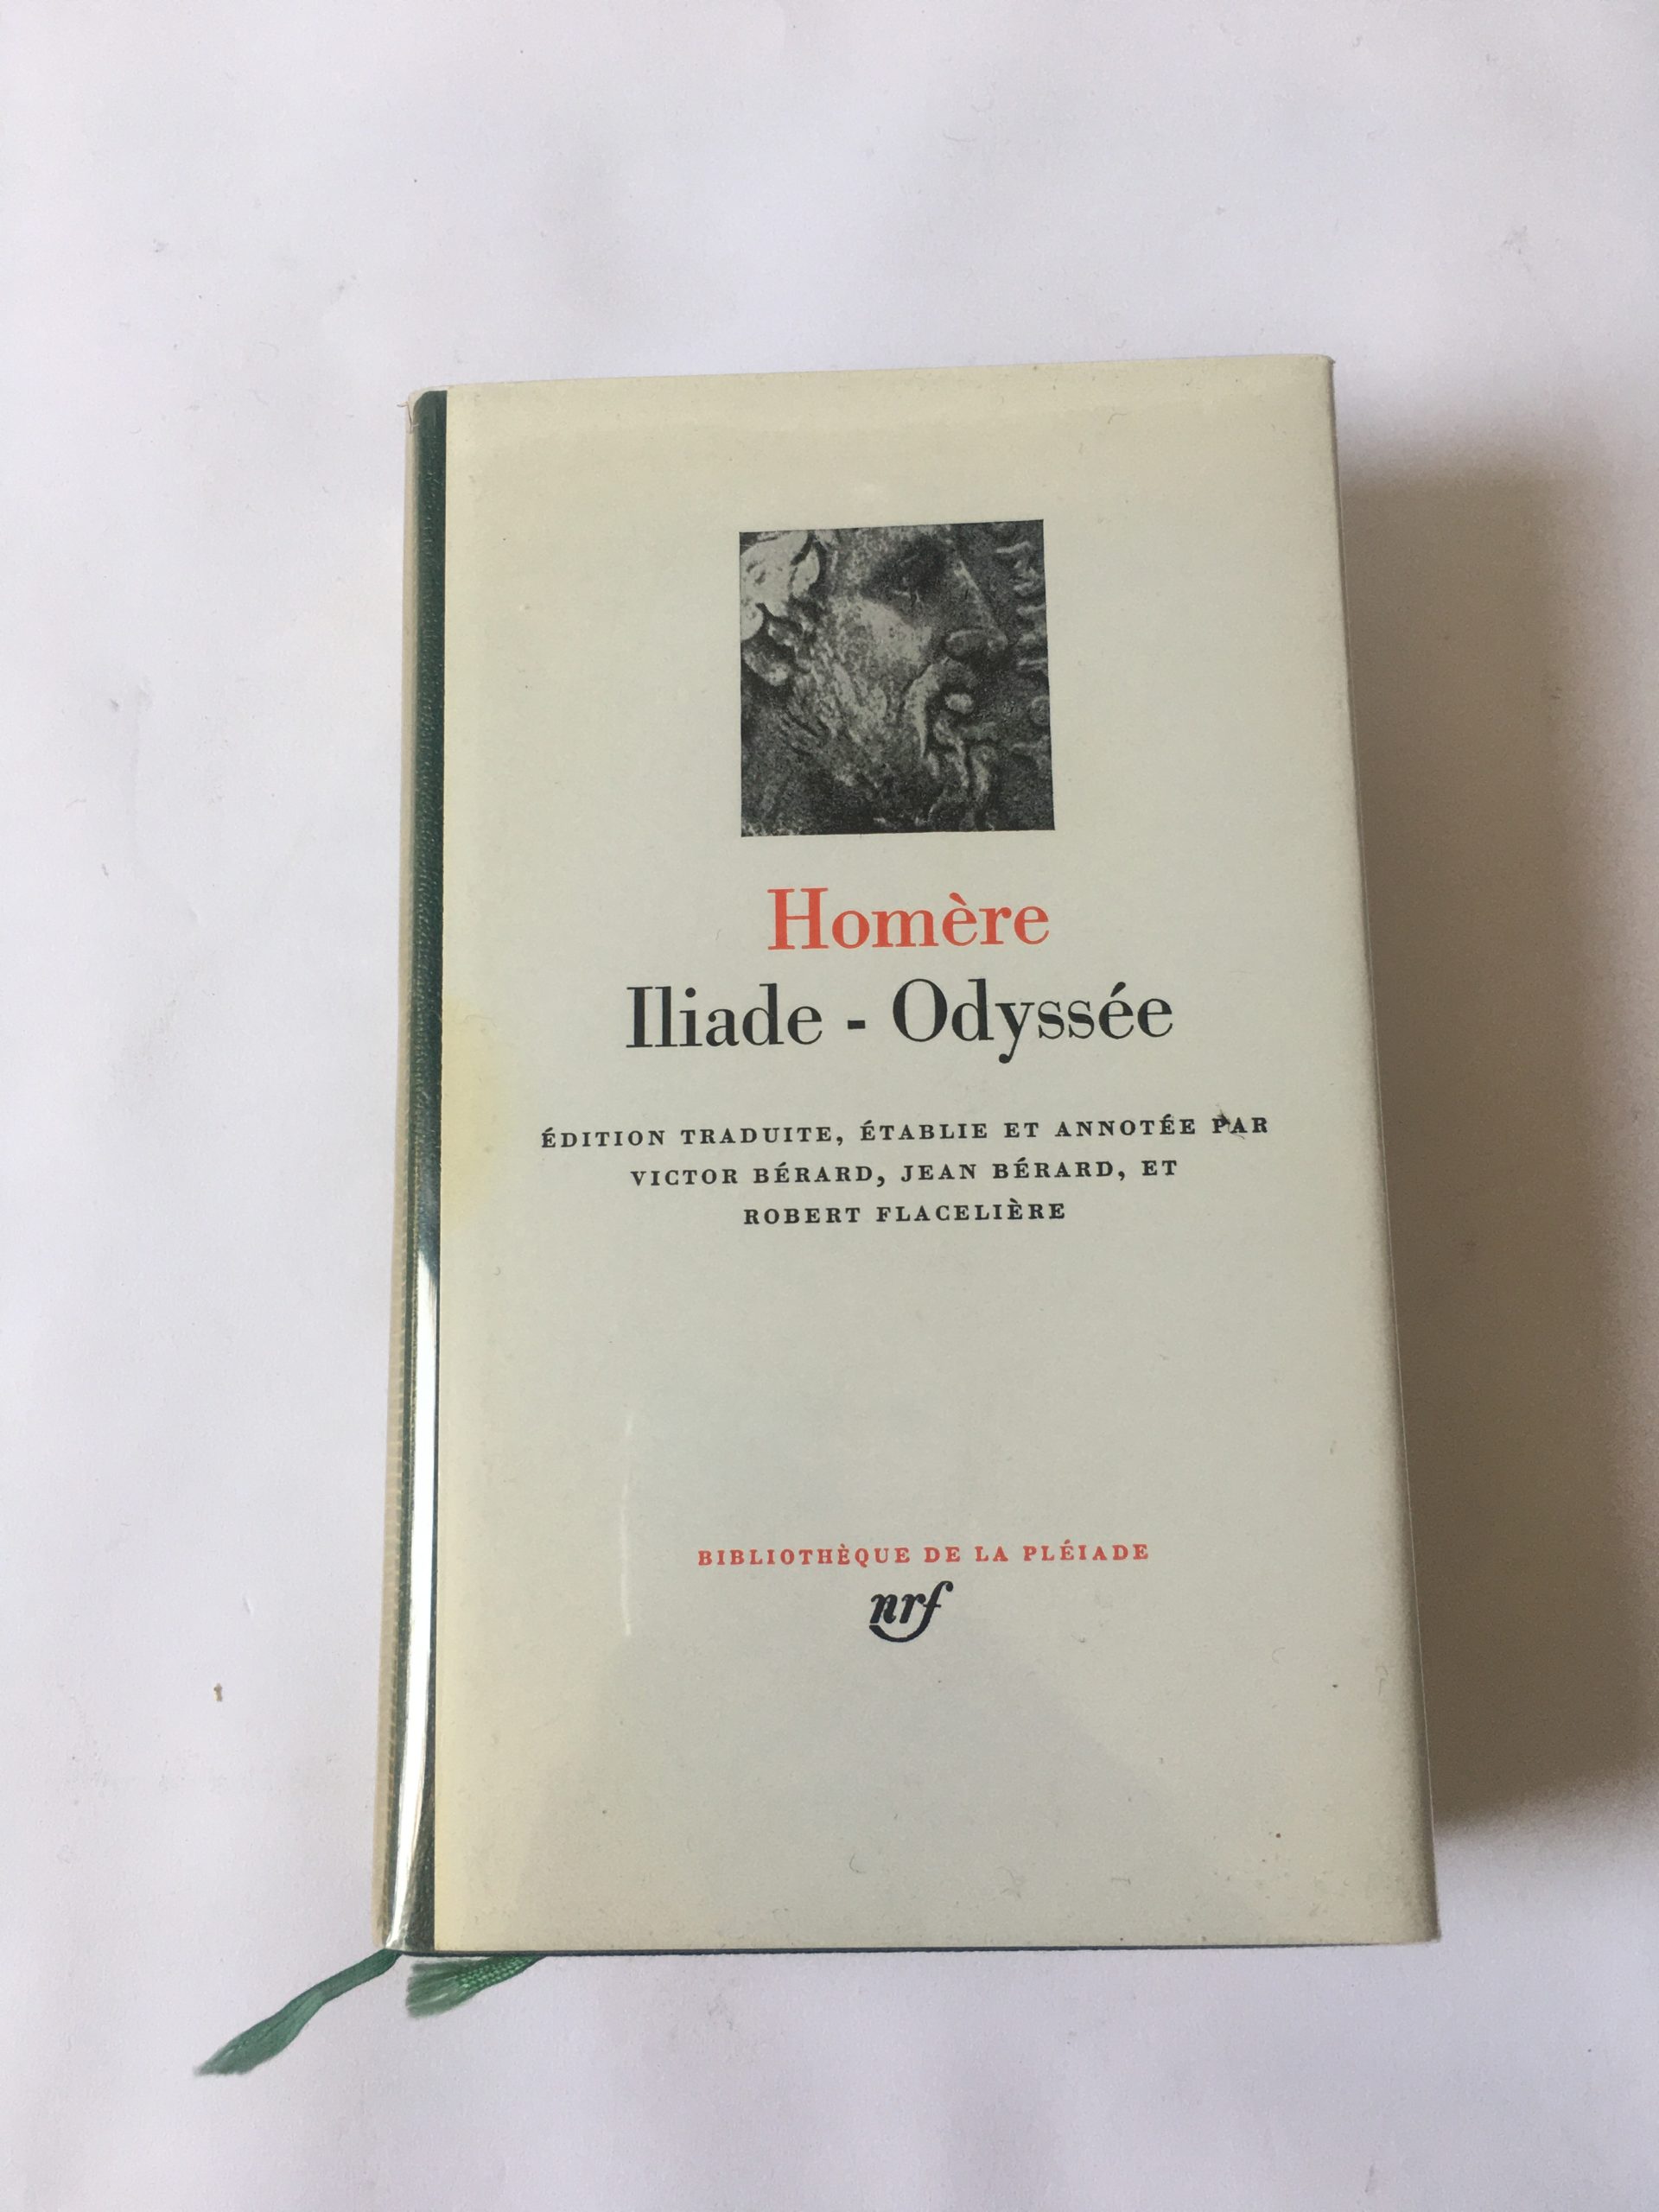 Homère
Iliade - Odyssée
ÉDITION TRADUITE, ÉTABLIE ET ANNOTÉE PAR
VICTOR BÉRARD, JEAN BÉRARD, ET
ROBERT FLACELIÈRE
BIBLIOTHÈQUE DE LA PLÉIADE
nrf